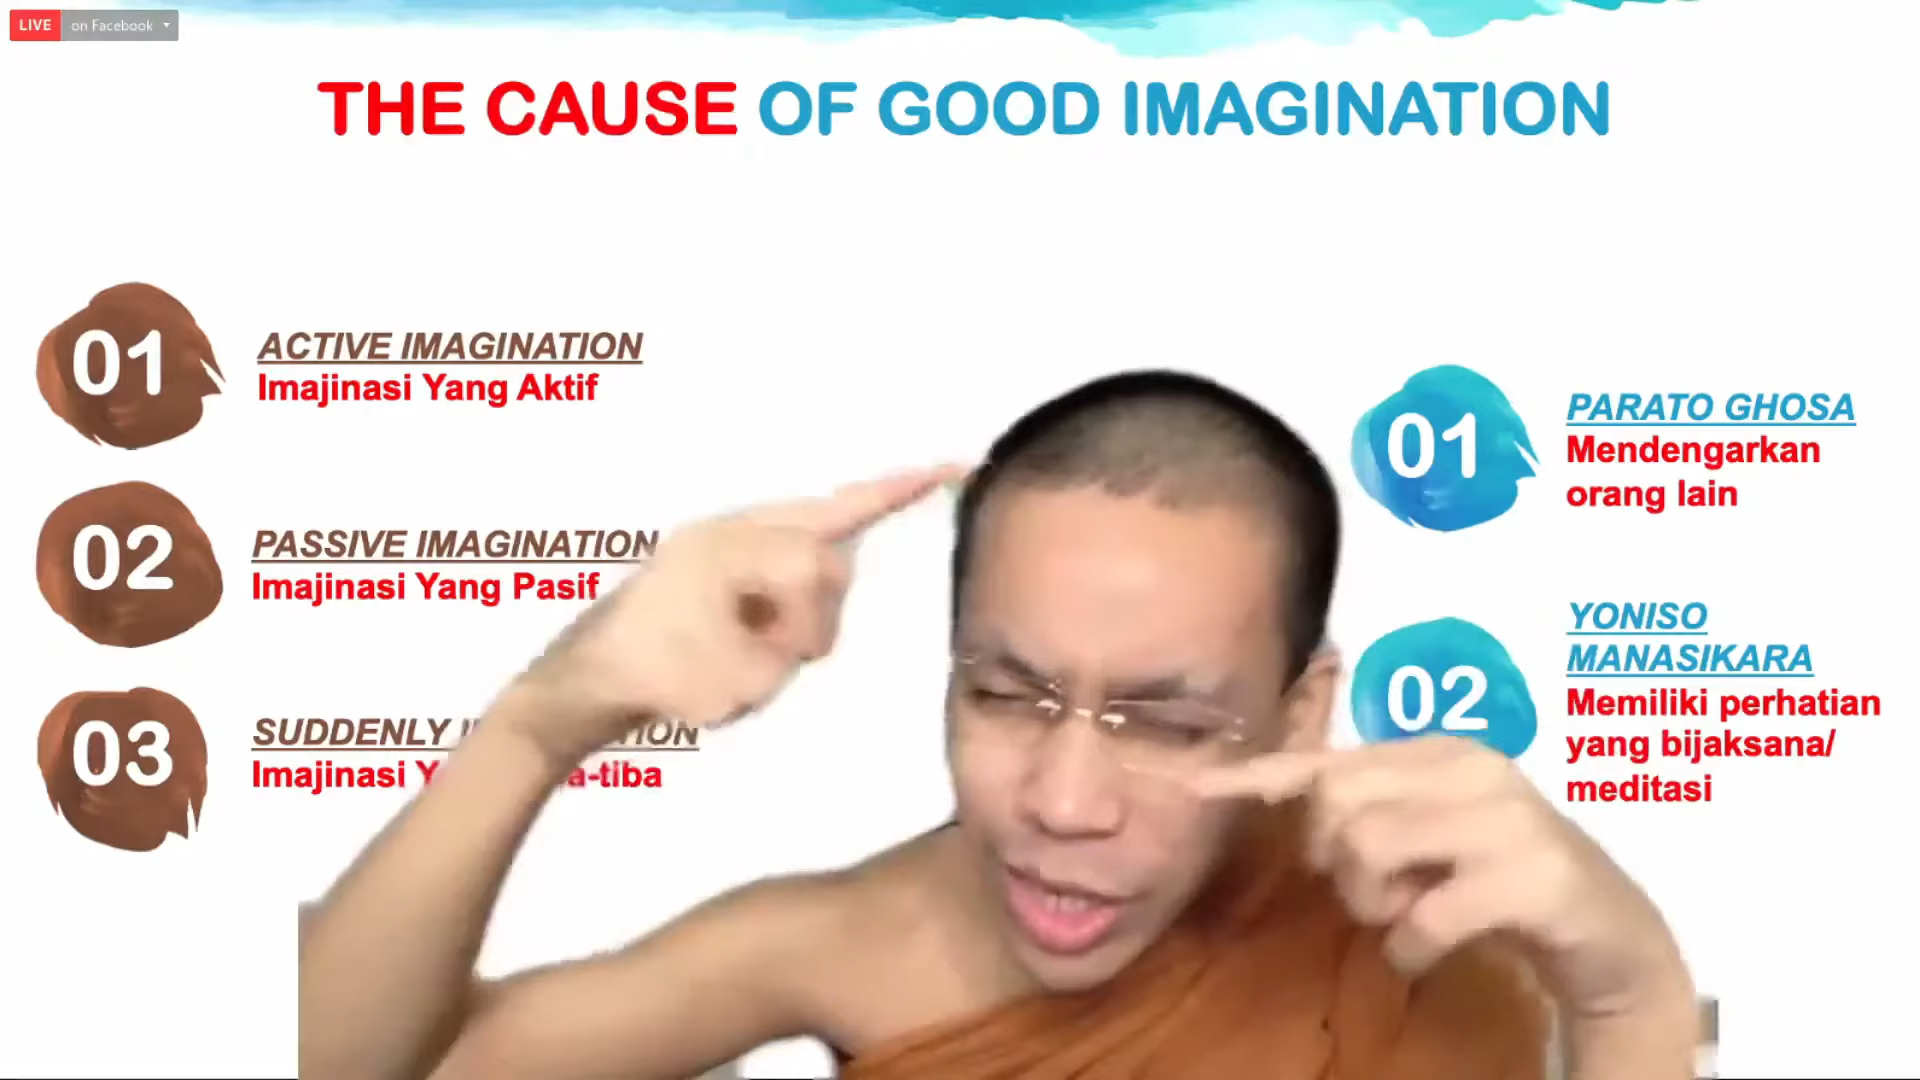 LIVE on Facebook
THE CAUSE OF GOOD IMAGINATION
01
ACTIVE IMAGINATION
Imajinasi Yang Aktif
02
PASSIVE IMAGINATION
Imajinasi Yang Pasif
03
SUDDENLY
Imajinasi
01
PARATO GHOSA
Mendengarkan
orang lain
02
YONISO
MANASIKARA
Memiliki perhatian
yang bijaksana/
meditasi